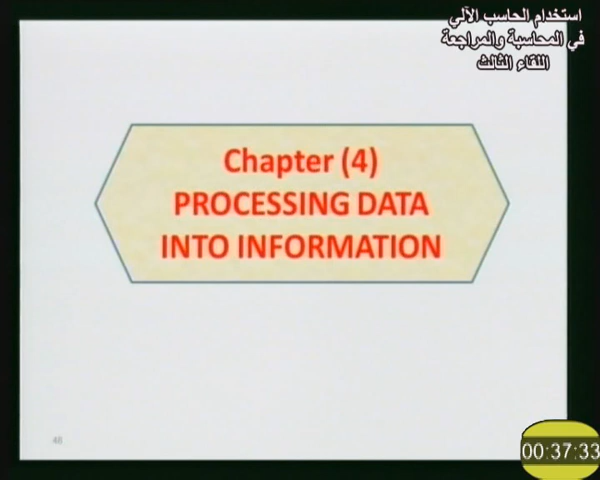 استخدام الحاسب الآلي
في المحاسبة والمراجعة
اللقاء الثالث
Chapter (4)
PROCESSING DATA
INTO INFORMATION
48
00:37:33